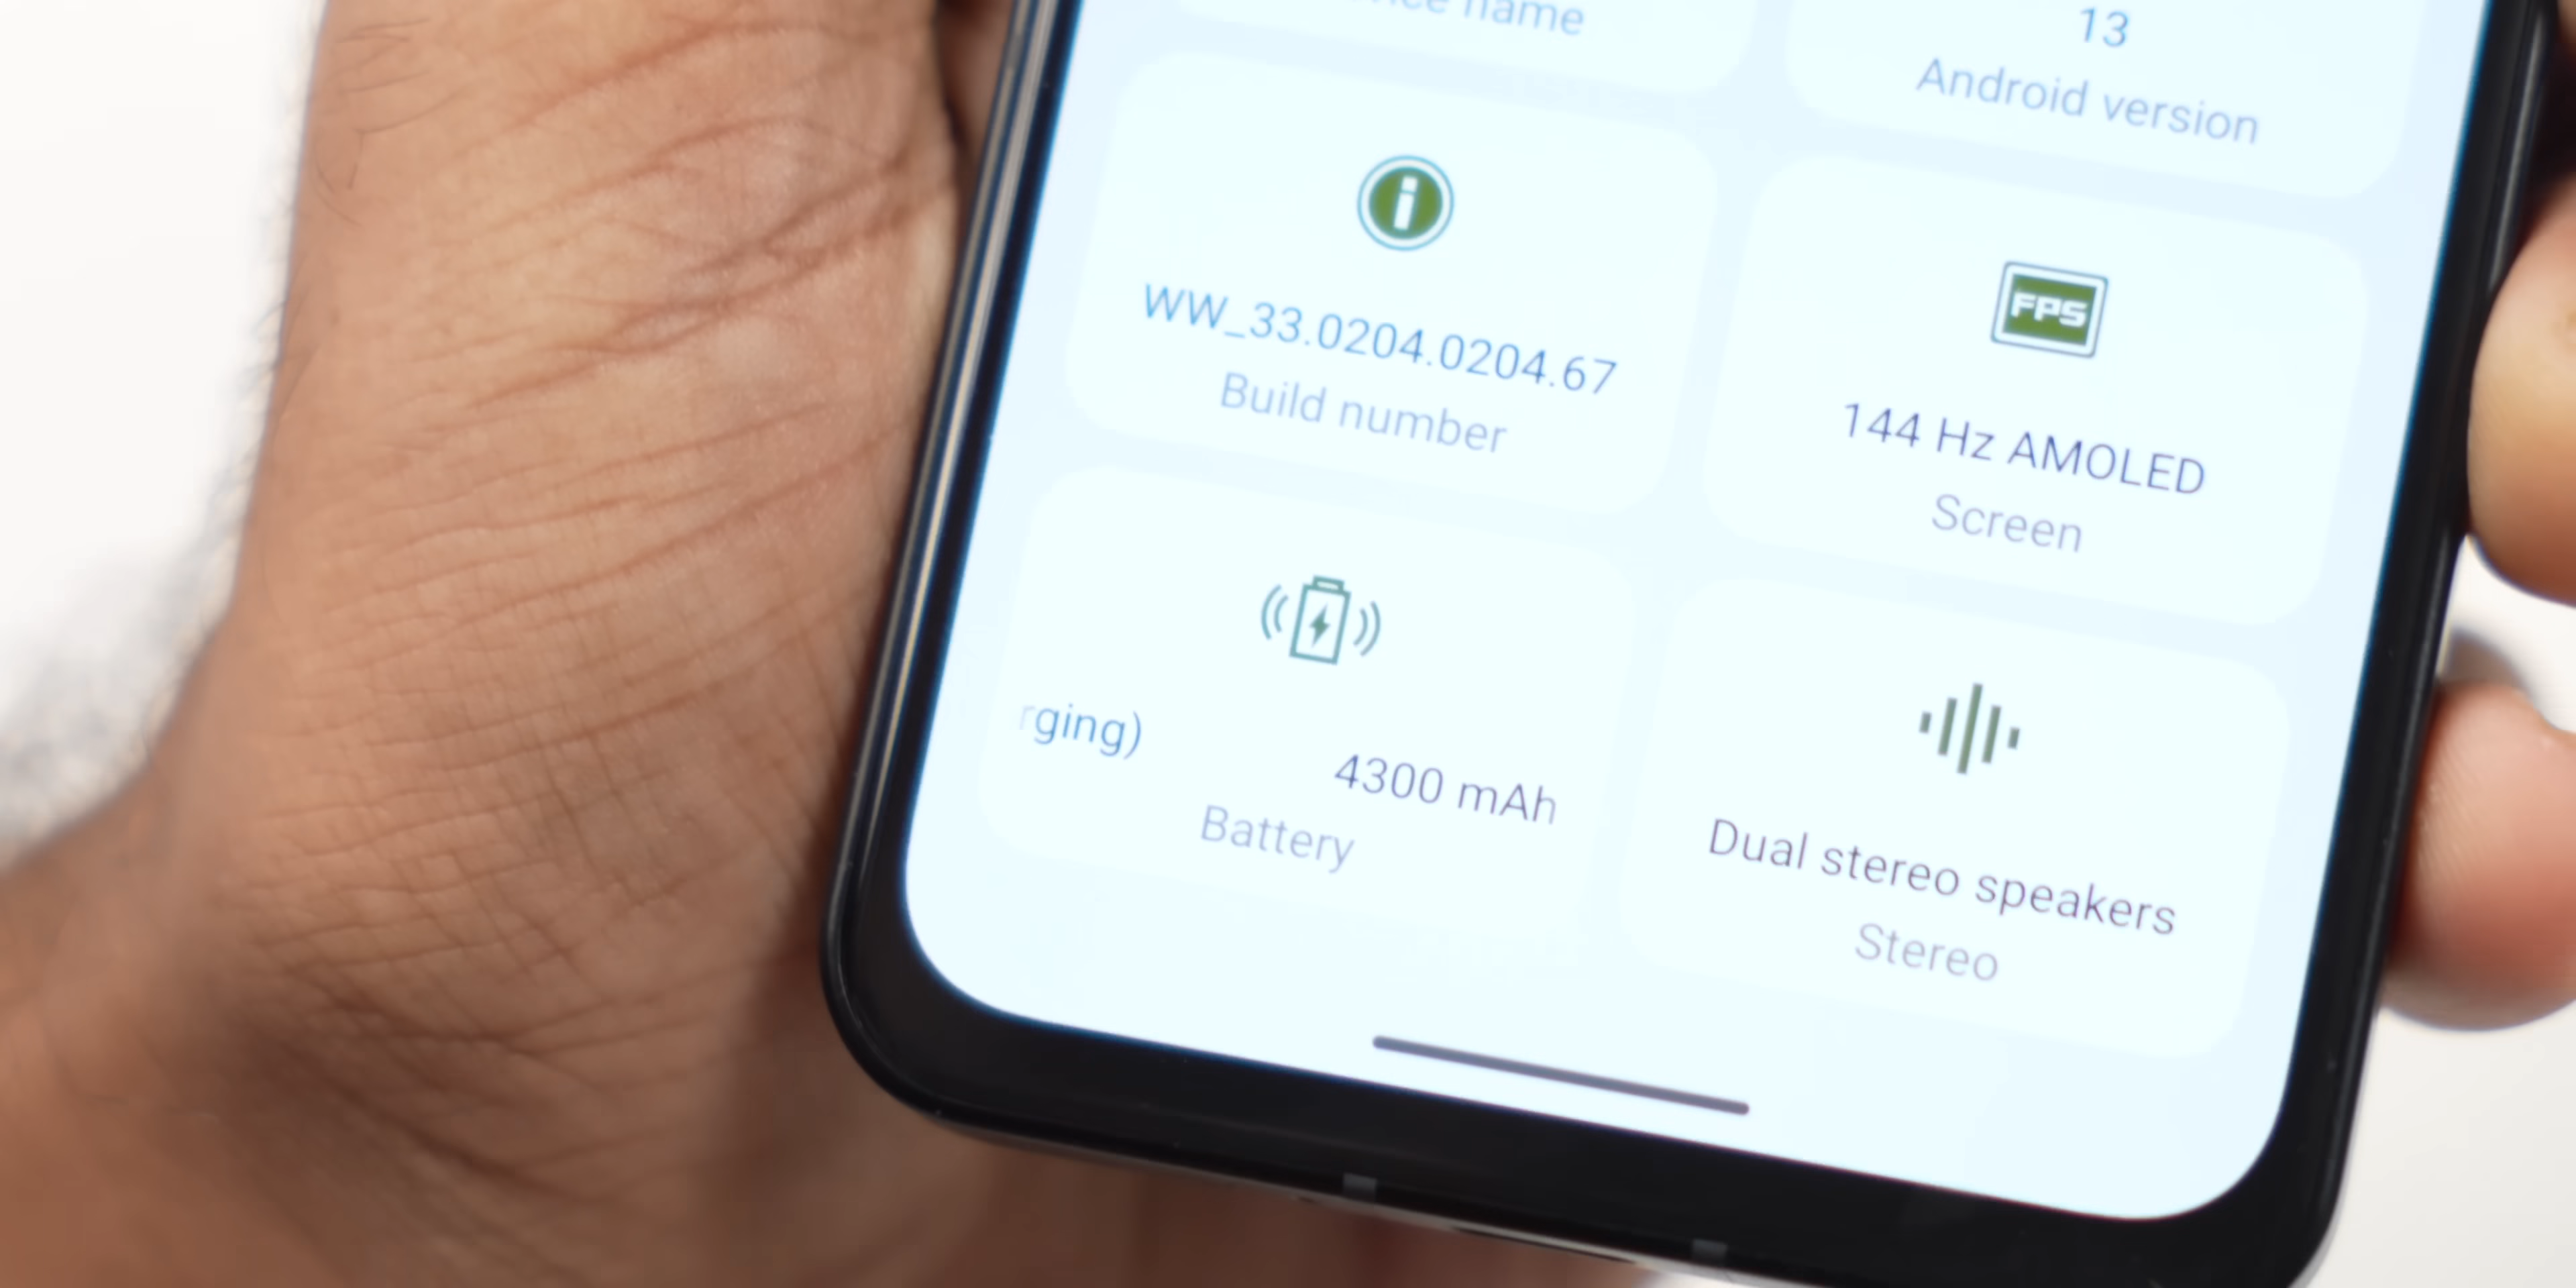 name
13
Android version
WW_33.0204.0204.67
Build number
FPS
144 Hz AMOLED
Screen
rging)
4300 mAh
Battery
Dual stereo speakers
Stereo